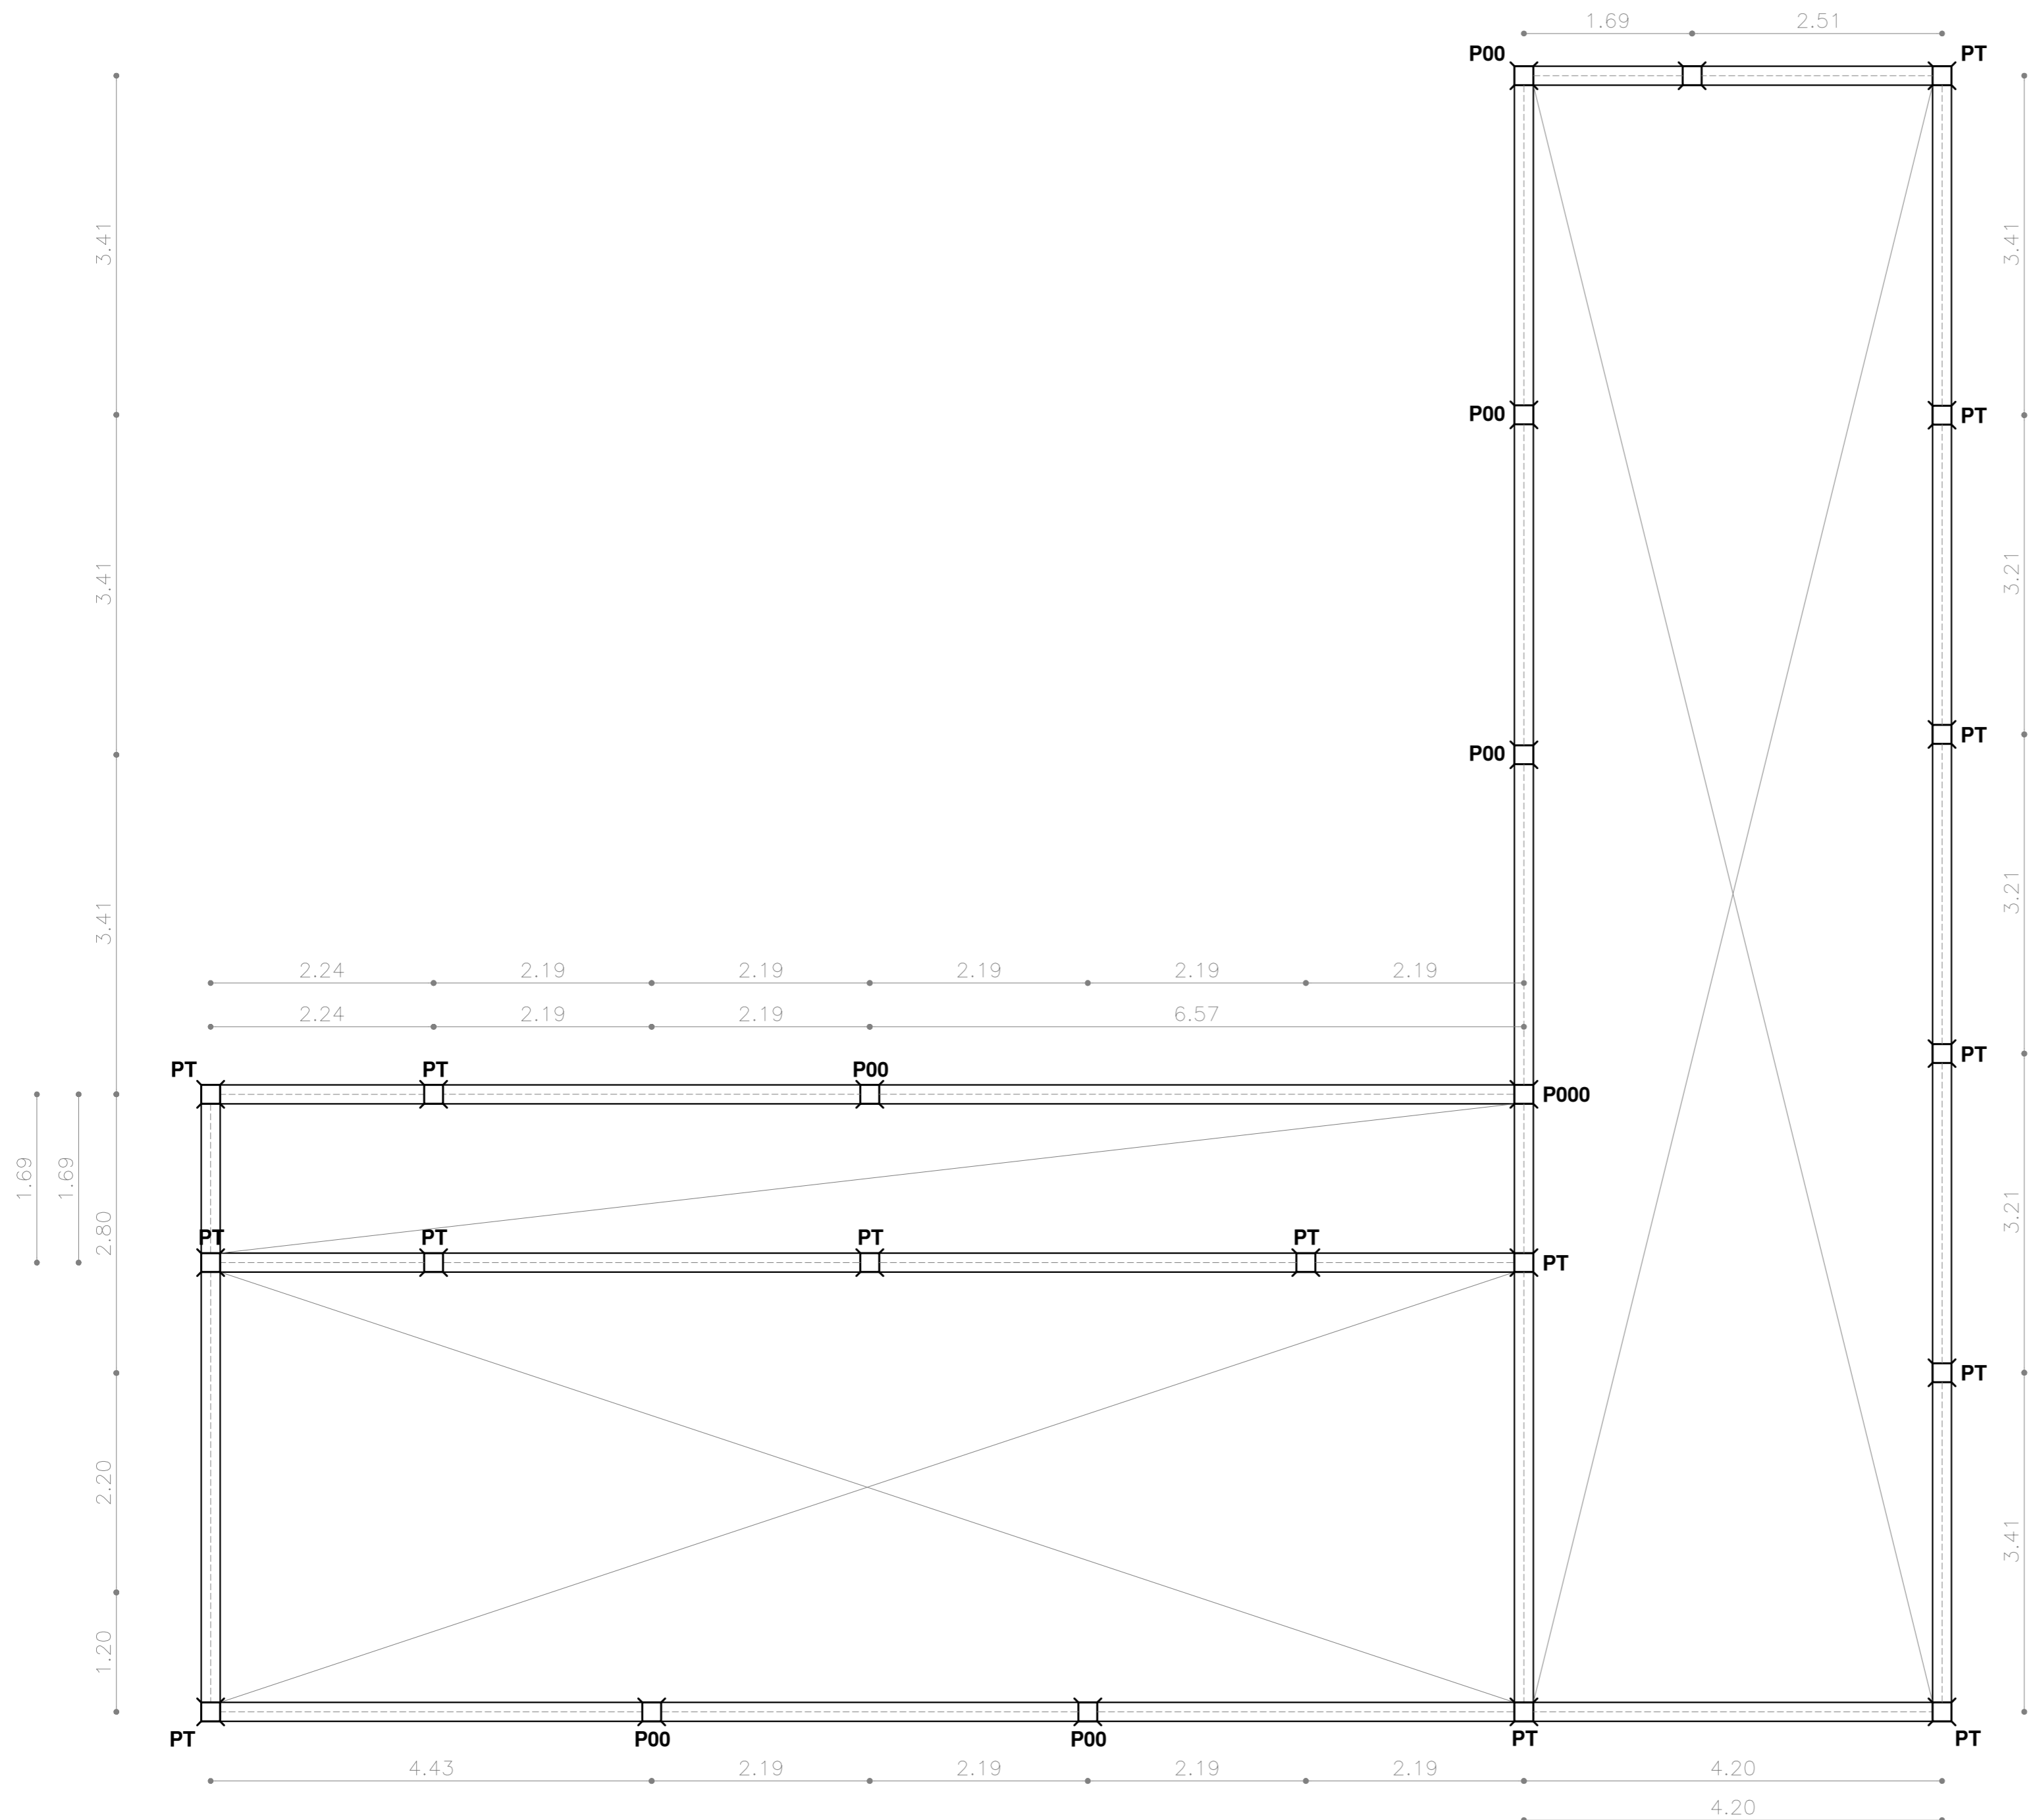 1.69 2.51
P00 PT
3.41 3.41
P00 PT
3.41 3.21
P00 PT
3.41 3.21
2.24 2.19 2.19 2.19 2.19 2.19
2.24 2.19 2.19 6.57
PT
PT PT P00 P000
1.69 1.69 2.80 3.21
PT PT PT PT PT
PT
2.20 3.41
1.20
PT P00 P00 PT PT
4.43 2.19 2.19 2.19 2.19 4.20
4.20